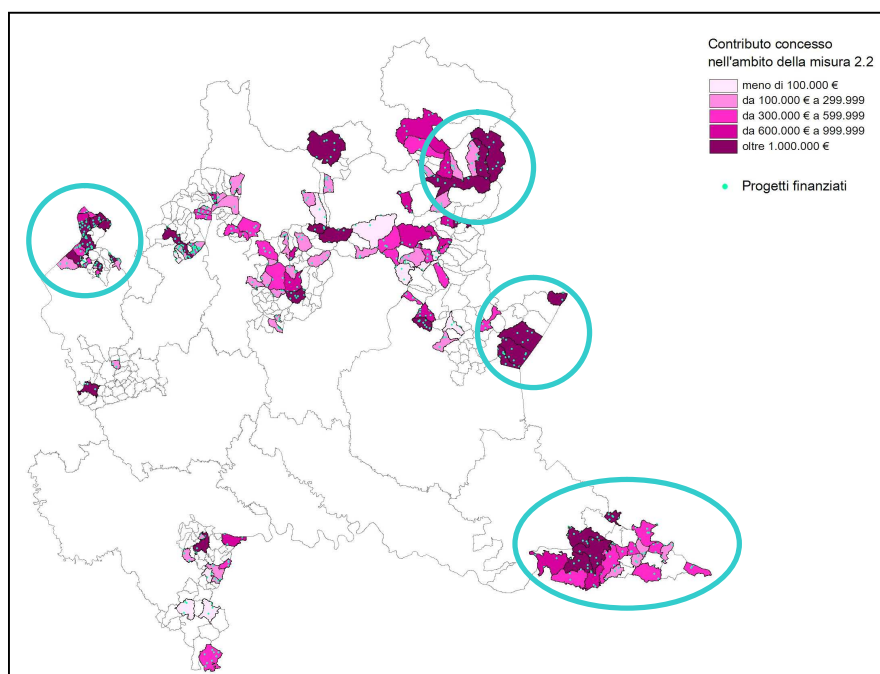 Contributo concesso
nell'ambito della misura 2.2
meno di 100.000 €
da 100.000 € a 299.999
da 300.000 € a 599.999
da 600.000 € a 999.999
oltre 1.000.000 €
Progetti finanziati